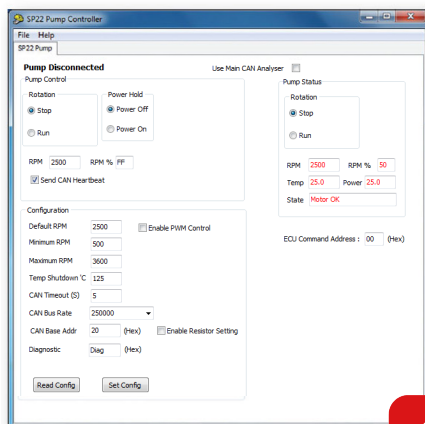 SP22 Pump Controller
File Help
SP22 Pump
Pump Disconnected
Use Main CAN Analyser
Pump Control
Rotation
Stop
Run
Power Hold
Power Off
Power On
RPM 2500 RPM % FF
Send CAN Heartbeat
Pump Status
Rotation
Stop
Run
RPM 2500 RPM % 50
Temp 25.0 Power 25.0
State Motor OK
ECU Command Address : 00 (Hex)
Configuration
Default RPM 2500 Enable PWM Control
Minimum RPM 500
Maximum RPM 3600
Temp Shutdown 'C 125
CAN Timeout (S) 5
CAN Bus Rate 250000
CAN Base Addr 20 (Hex) Enable Resistor Setting
Diagnostic Diag (Hex)
Read Config Set Config